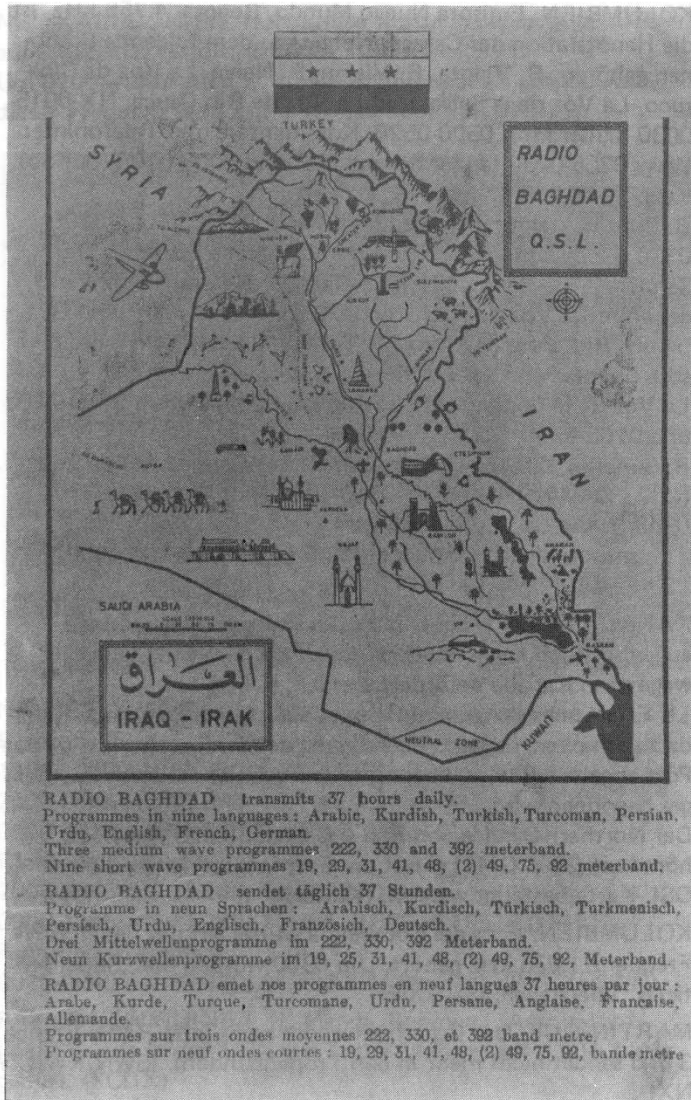 TURKEY
SYRIA
RADIO
BAGHDAD
Q.S.L.
IRAN
SAMARRA
BAGHDAD
CTESIPHON
KERBELA
BABYLON
NAJAF
SAUDI ARABIA
BASRAH
العراق
IRAQ - IRAK
NEUTRAL ZONE
KUWAIT
RADIO BAGHDAD transmits 37 hours daily.
Programmes in nine languages : Arabic, Kurdish, Turkish, Turcoman, Persian,
Urdu, English, French, German.
Three medium wave programmes 222, 330 and 392 meterband.
Nine short wave programmes 19, 29, 31, 41, 48, (2) 49, 75, 92 meterband.
RADIO BAGHDAD sendet täglich 37 Stunden.
Programme in neun Sprachen : Arabisch, Kurdisch, Türkisch, Turkmenisch,
Persisch, Urdu, Englisch, Französich, Deutsch.
Drei Mittelwellenprogramme im 222, 330, 392 Meterband.
Neun Kurzwellenprogramme im 19, 25, 31, 41, 48, (2) 49, 75, 92, Meterband
RADIO BAGHDAD emet nos programmes en neuf langues 37 heures par jour :
Arabe, Kurde, Turque, Turcomane, Urdu, Persane, Anglaise, Francaise,
Allemande.
Programmes sur trois ondes moyennes 222, 330, et 392 band metre.
Programmes sur neuf ondes courtes : 19, 29, 31, 41, 48, (2) 49, 75, 92, bande metre